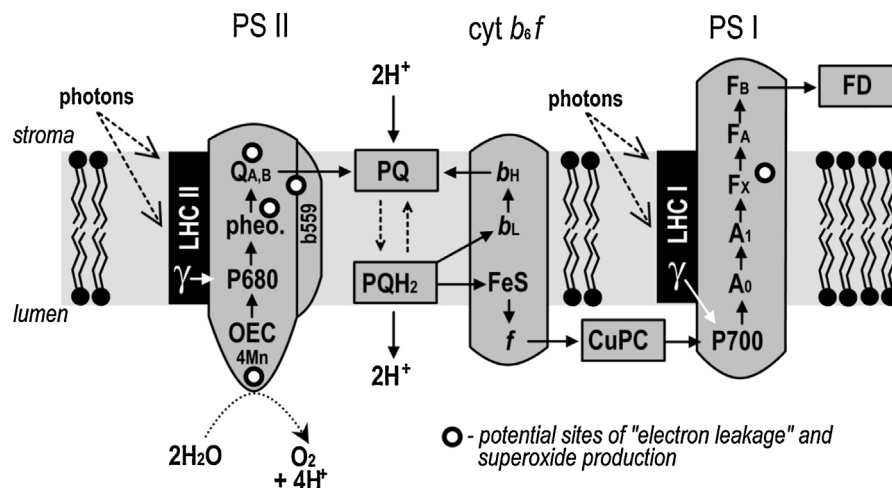 PS II
cyt b₆f
PS I
photons
2H⁺
photons
FB
FD
stroma
FA
QA,B
PQ
bH
FX
LHC II
pheo.
b559
bL
LHC I
A1
γ
P680
PQH₂
FeS
γ
A0
lumen
OEC
4Mn
f
CuPC
P700
2H⁺
2H₂O
O₂
+ 4H⁺
- potential sites of "electron leakage" and
superoxide production